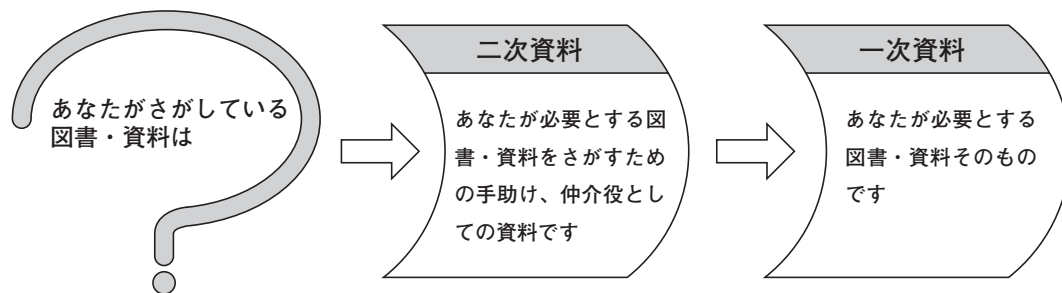 あなたがさがしている
図書・資料は
二次資料
あなたが必要とする図
書・資料をさがすため
の手助け、仲介役とし
ての資料です
一次資料
あなたが必要とする
図書・資料そのもの
です